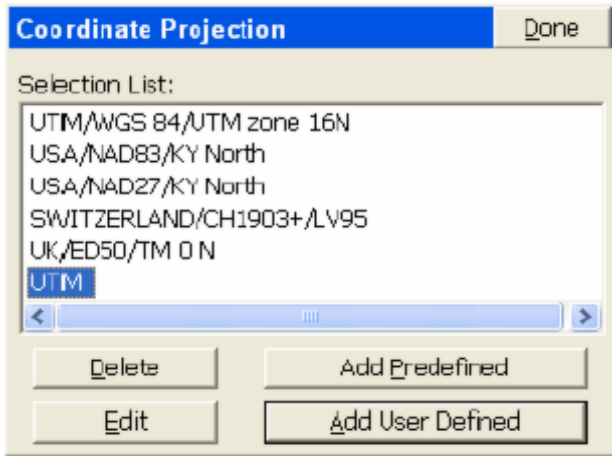 Coordinate Projection Done
Selection List:
UTM/WGS 84/UTM zone 16N
USA/NAD83/KY North
USA/NAD27/KY North
SWITZERLAND/CH1903+/LV95
UK/ED50/TM 0 N
UTM
Delete Add Predefined
Edit Add User Defined